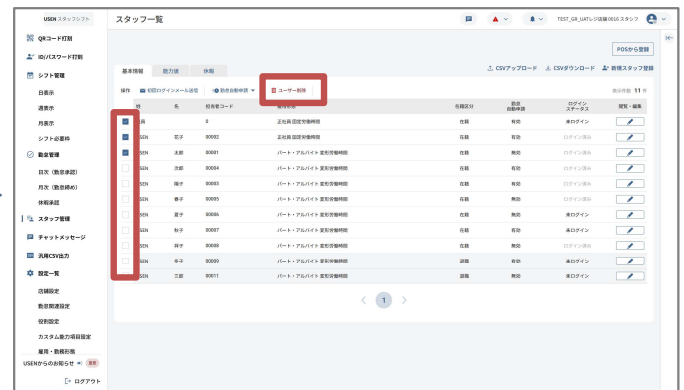 USEN スタッフシフト
スタッフ一覧
TEST_GR_UATレジ店舗0016 スタッフ
QRコード打刻
ID/パスワード打刻
シフト管理
日表示
週表示
月表示
シフト必要枠
勤怠管理
日次（勤怠承認）
月次（勤怠締め）
休暇承認
スタッフ管理
チャットメッセージ
汎用CSV出力
設定一覧
店舗設定
勤怠関連設定
役割設定
カスタム能力項目設定
雇用・勤務形態
USENからのお知らせ 重要
ログアウト
POSから登録
基本情報 能力値 休暇
CSVアップロード CSVダウンロード 新規スタッフ登録
操作 初回ログインメール送信 勤怠自動申請 ユーザー削除
表示件数 11 件
姓 名 担当者コード 在籍区分 勤怠自動申請 ログインステータス 閲覧・編集
員 0 正社員 固定労働時間 在籍 有効 未ログイン
SEN 花子 00002 正社員 固定労働時間 在籍 有効 ログイン済み
SEN 太郎 00001 パート・アルバイト 変形労働時間 在籍 無効 ログイン済み
SEN 次郎 00004 パート・アルバイト 変形労働時間 在籍 有効 ログイン済み
SEN 陽子 00003 パート・アルバイト 変形労働時間 在籍 有効 ログイン済み
SEN 春子 00005 パート・アルバイト 変形労働時間 在籍 無効 ログイン済み
SEN 夏子 00006 パート・アルバイト 変形労働時間 在籍 無効 未ログイン
SEN 秋子 00007 パート・アルバイト 変形労働時間 在籍 有効 未ログイン
SEN 祥子 00008 パート・アルバイト 変形労働時間 在籍 無効 ログイン済み
SEN 冬子 00009 パート・アルバイト 変形労働時間 退職 有効 未ログイン
SEN 三郎 00011 パート・アルバイト 変形労働時間 退職 無効 未ログイン
1